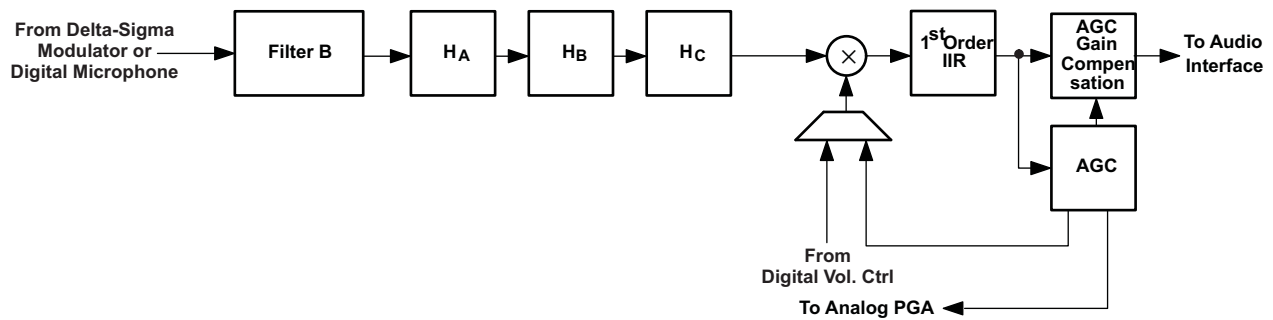 From Delta-Sigma
Modulator or
Digital Microphone
Filter B
HA
HB
HC
×
1st Order
IIR
AGC
Gain
Compen
sation
To Audio
Interface
AGC
From
Digital Vol. Ctrl
To Analog PGA